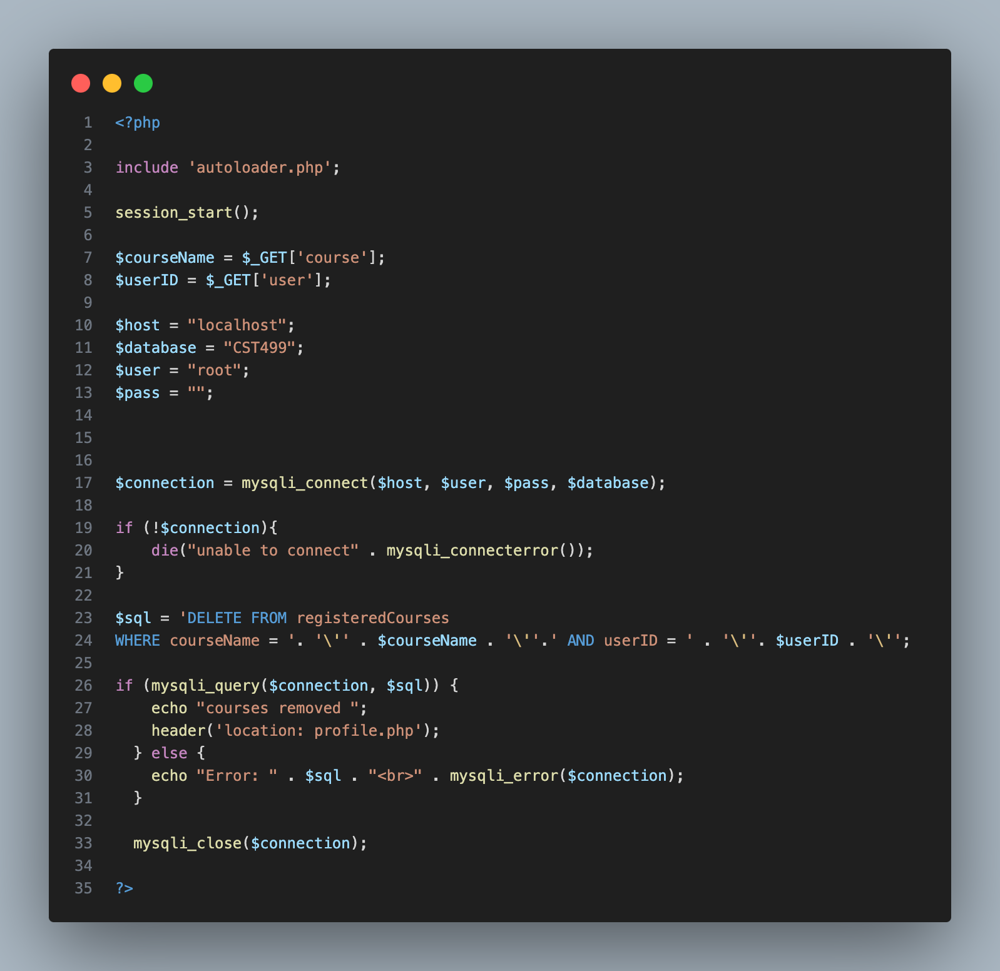 1 <?php
2
3 include 'autoloader.php';
4
5 session_start();
6
7 $courseName = $_GET['course'];
8 $userID = $_GET['user'];
9
10 $host = "localhost";
11 $database = "CST499";
12 $user = "root";
13 $pass = "";
14
15
16
17 $connection = mysqli_connect($host, $user, $pass, $database);
18
19 if (!$connection){
20     die("unable to connect" . mysqli_connecterror());
21 }
22
23 $sql = 'DELETE FROM registeredCourses
24 WHERE courseName = '. '\'' . $courseName . '\''.' AND userID = ' . '\''. $userID . '\'';
25
26 if (mysqli_query($connection, $sql)) {
27     echo "courses removed ";
28     header('location: profile.php');
29   } else {
30     echo "Error: " . $sql . "<br>" . mysqli_error($connection);
31   }
32
33   mysqli_close($connection);
34
35 ?>